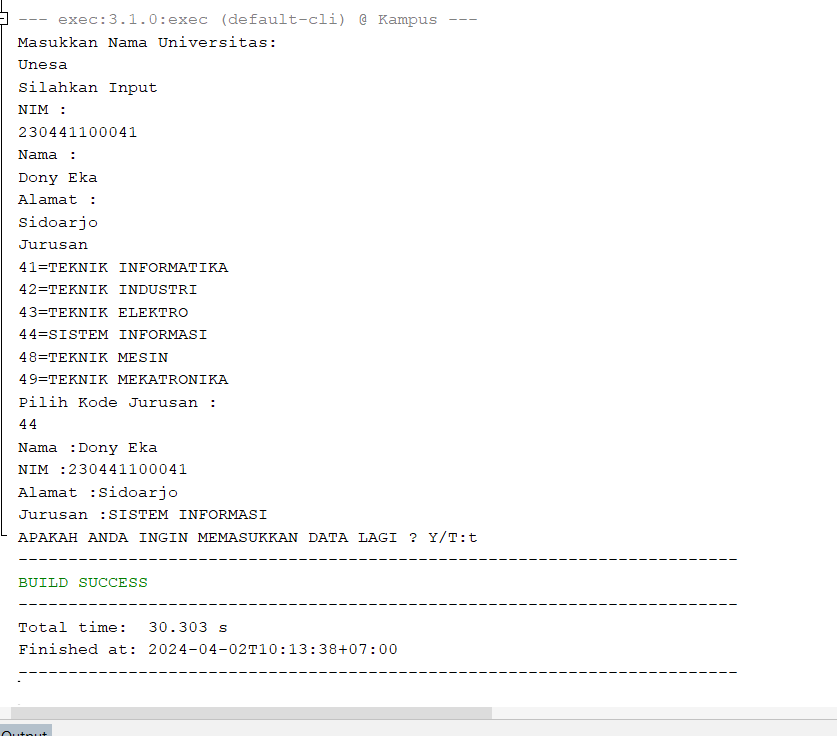 --- exec:3.1.0:exec (default-cli) @ Kampus ---
Masukkan Nama Universitas:
Unesa
Silahkan Input
NIM :
230441100041
Nama :
Dony Eka
Alamat :
Sidoarjo
Jurusan
41=TEKNIK INFORMATIKA
42=TEKNIK INDUSTRI
43=TEKNIK ELEKTRO
44=SISTEM INFORMASI
48=TEKNIK MESIN
49=TEKNIK MEKATRONIKA
Pilih Kode Jurusan :
44
Nama :Dony Eka
NIM :230441100041
Alamat :Sidoarjo
Jurusan :SISTEM INFORMASI
APAKAH ANDA INGIN MEMASUKKAN DATA LAGI ? Y/T:t
------------------------------------------------------------------------
BUILD SUCCESS
------------------------------------------------------------------------
Total time:  30.303 s
Finished at: 2024-04-02T10:13:38+07:00
------------------------------------------------------------------------
Output